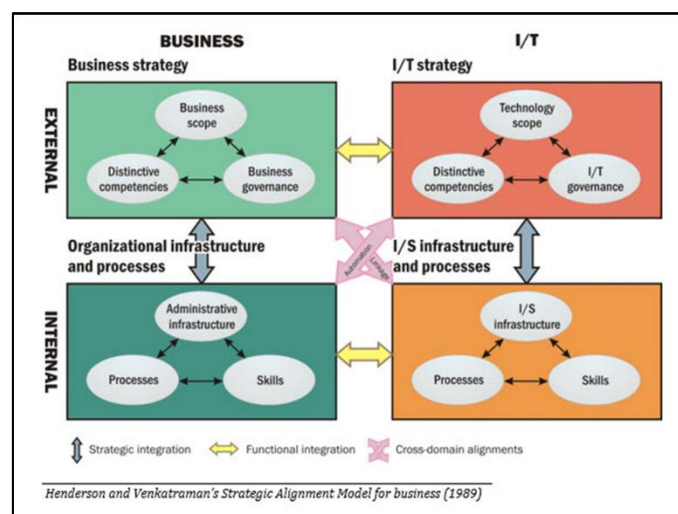 BUSINESS
I/T
Business strategy
I/T strategy
EXTERNAL
Business
scope
Distinctive
competencies
Business
governance
Technology
scope
Distinctive
competencies
I/T
governance
Organizational infrastructure
and processes
Automation
Linkage
I/S infrastructure
and processes
INTERNAL
Administrative
infrastructure
Processes
Skills
I/S
infrastructure
Processes
Skills
Strategic integration
Functional integration
Cross-domain alignments
Henderson and Venkatraman's Strategic Alignment Model for business (1989)